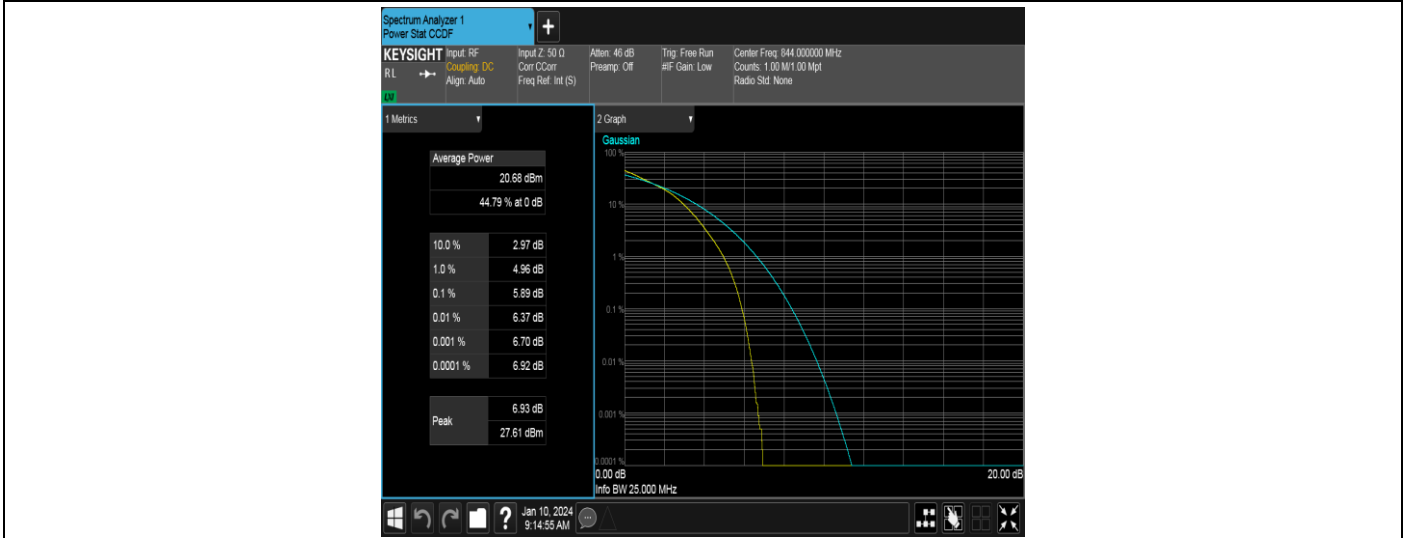 Spectrum Analyzer 1
Power Stat CCDF
+
KEYSIGHT
RL
Input: RF
Coupling: DC
Align: Auto
Input Z: 50 Ω
Corr CCorr
Freq Ref: Int (S)
Atten: 46 dB
Preamp: Off
Trig: Free Run
#IF Gain: Low
Center Freq: 844.000000 MHz
Counts: 1.00 M/1.00 Mpt
Radio Std: None
1 Metrics
Average Power
20.68 dBm
44.79 % at 0 dB
10.0 % 2.97 dB
1.0 % 4.96 dB
0.1 % 5.89 dB
0.01 % 6.37 dB
0.001 % 6.70 dB
0.0001 % 6.92 dB
Peak
6.93 dB
27.61 dBm
2 Graph
Gaussian
100 %
10 %
1 %
0.1 %
0.01 %
0.001 %
0.0001 %
0.00 dB 20.00 dB
Info BW 25.000 MHz
?
Jan 10, 2024
9:14:55 AM